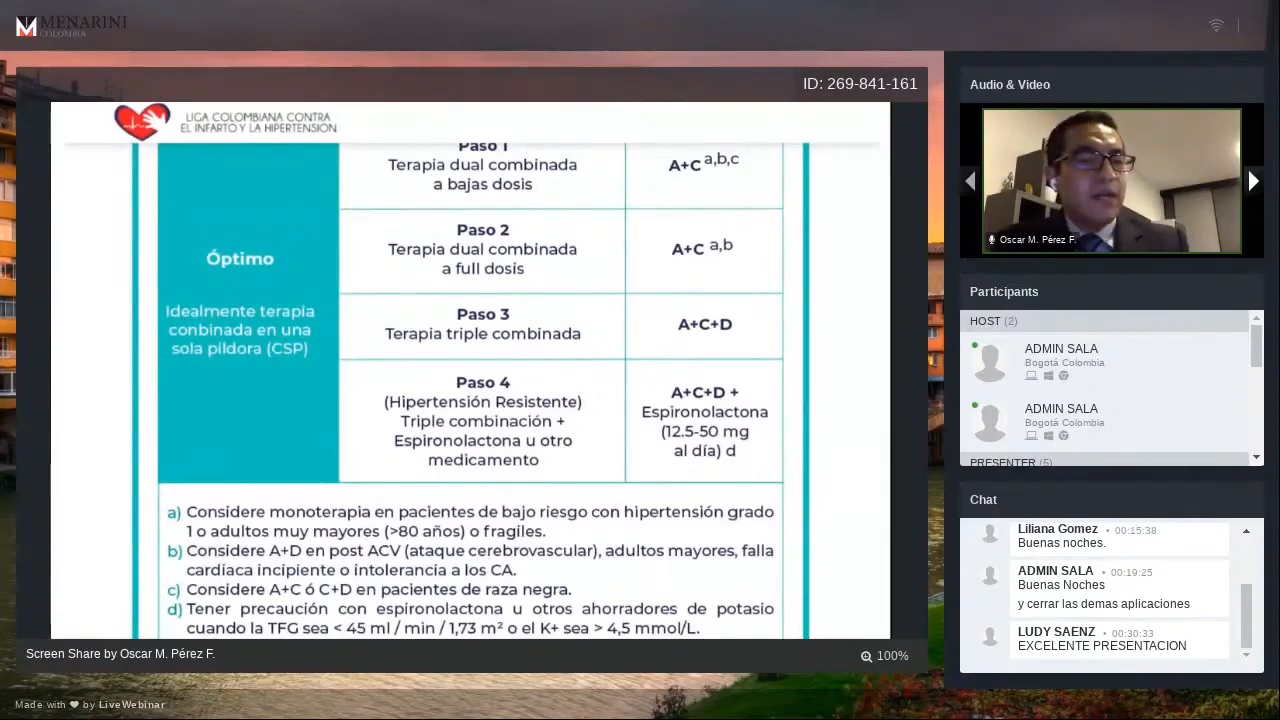 MENARINI
COLOMBIA
ID: 269-841-161
LIGA COLOMBIANA CONTRA
EL INFARTO Y LA HIPERTENSION
Óptimo
Idealmente terapia
conbinada en una
sola píldora (CSP)
Paso 1
Terapia dual combinada
a bajas dosis
A+C a,b,c
Paso 2
Terapia dual combinada
a full dosis
A+C a,b
Paso 3
Terapia triple combinada
A+C+D
Paso 4
(Hipertensión Resistente)
Triple combinación +
Espironolactona u otro
medicamento
A+C+D +
Espironolactona
(12.5-50 mg
al día) d
a) Considere monoterapia en pacientes de bajo riesgo con hipertensión grado
1 o adultos muy mayores (>80 años) o fragiles.
b) Considere A+D en post ACV (ataque cerebrovascular), adultos mayores, falla
cardíaca incipiente o intolerancia a los CA.
c) Considere A+C ó C+D en pacientes de raza negra.
d) Tener precaución con espironolactona u otros ahorradores de potasio
cuando la TFG sea < 45 ml / min / 1,73 m² o el K+ sea > 4,5 mmol/L.
Screen Share by Oscar M. Pérez F.
100%
Made with ❤ by LiveWebinar
Audio & Video
Oscar M. Pérez F.
Participants
HOST (2)
ADMIN SALA
Bogotá Colombia
ADMIN SALA
Bogotá Colombia
PRESENTER (5)
Chat
Liliana Gomez • 00:15:38
Buenas noches.
ADMIN SALA • 00:19:25
Buenas Noches
y cerrar las demas aplicaciones
LUDY SAENZ • 00:30:33
EXCELENTE PRESENTACION